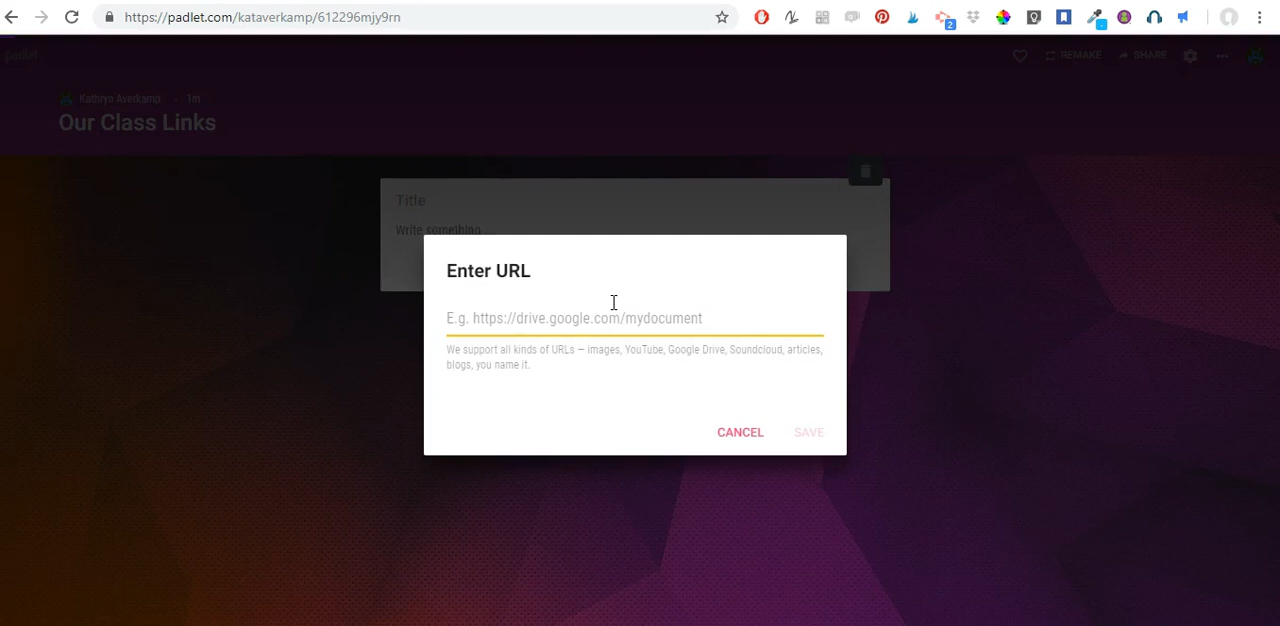 https://padlet.com/kataverkamp/612296mjy9rn
2
padlet
REMAKE
SHARE
Kathryn Averkamp · 1m
Our Class Links
Title
Write something ...
Enter URL
E.g. https://drive.google.com/mydocument
We support all kinds of URLs – images, YouTube, Google Drive, Soundcloud, articles,
blogs, you name it.
CANCEL
SAVE